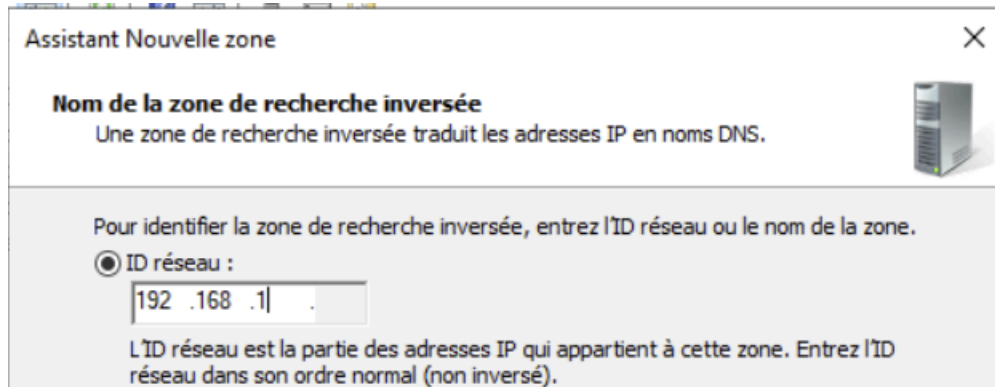 Assistant Nouvelle zone
Nom de la zone de recherche inversée
Une zone de recherche inversée traduit les adresses IP en noms DNS.
Pour identifier la zone de recherche inversée, entrez l'ID réseau ou le nom de la zone.
ID réseau :
192 .168 .1 .
L'ID réseau est la partie des adresses IP qui appartient à cette zone. Entrez l'ID
réseau dans son ordre normal (non inversé).